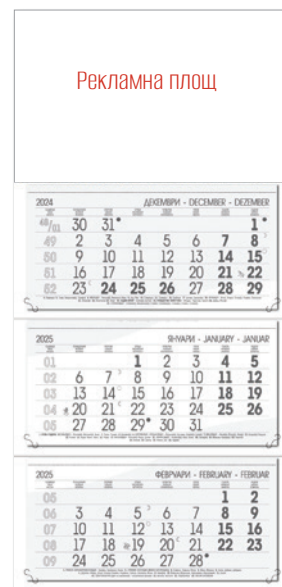 Рекламна площ
2024 ДЕКЕМВРИ - DECEMBER - DEZEMBER
48/01 30 31 1
49 2 3 4 5 6 7 8
50 9 10 11 12 13 14 15
51 16 17 18 19 20 21 22
52 23 24 25 26 27 28 29
2025 ЯНУАРИ - JANUARY - JANUAR
01 1 2 3 4 5
02 6 7 8 9 10 11 12
03 13 14 15 16 17 18 19
04 20 21 22 23 24 25 26
05 27 28 29 30 31
2025 ФЕВРУАРИ - FEBRUARY - FEBRUAR
05 1 2
06 3 4 5 6 7 8 9
07 10 11 12 13 14 15 16
08 17 18 19 20 21 22 23
09 24 25 26 27 28